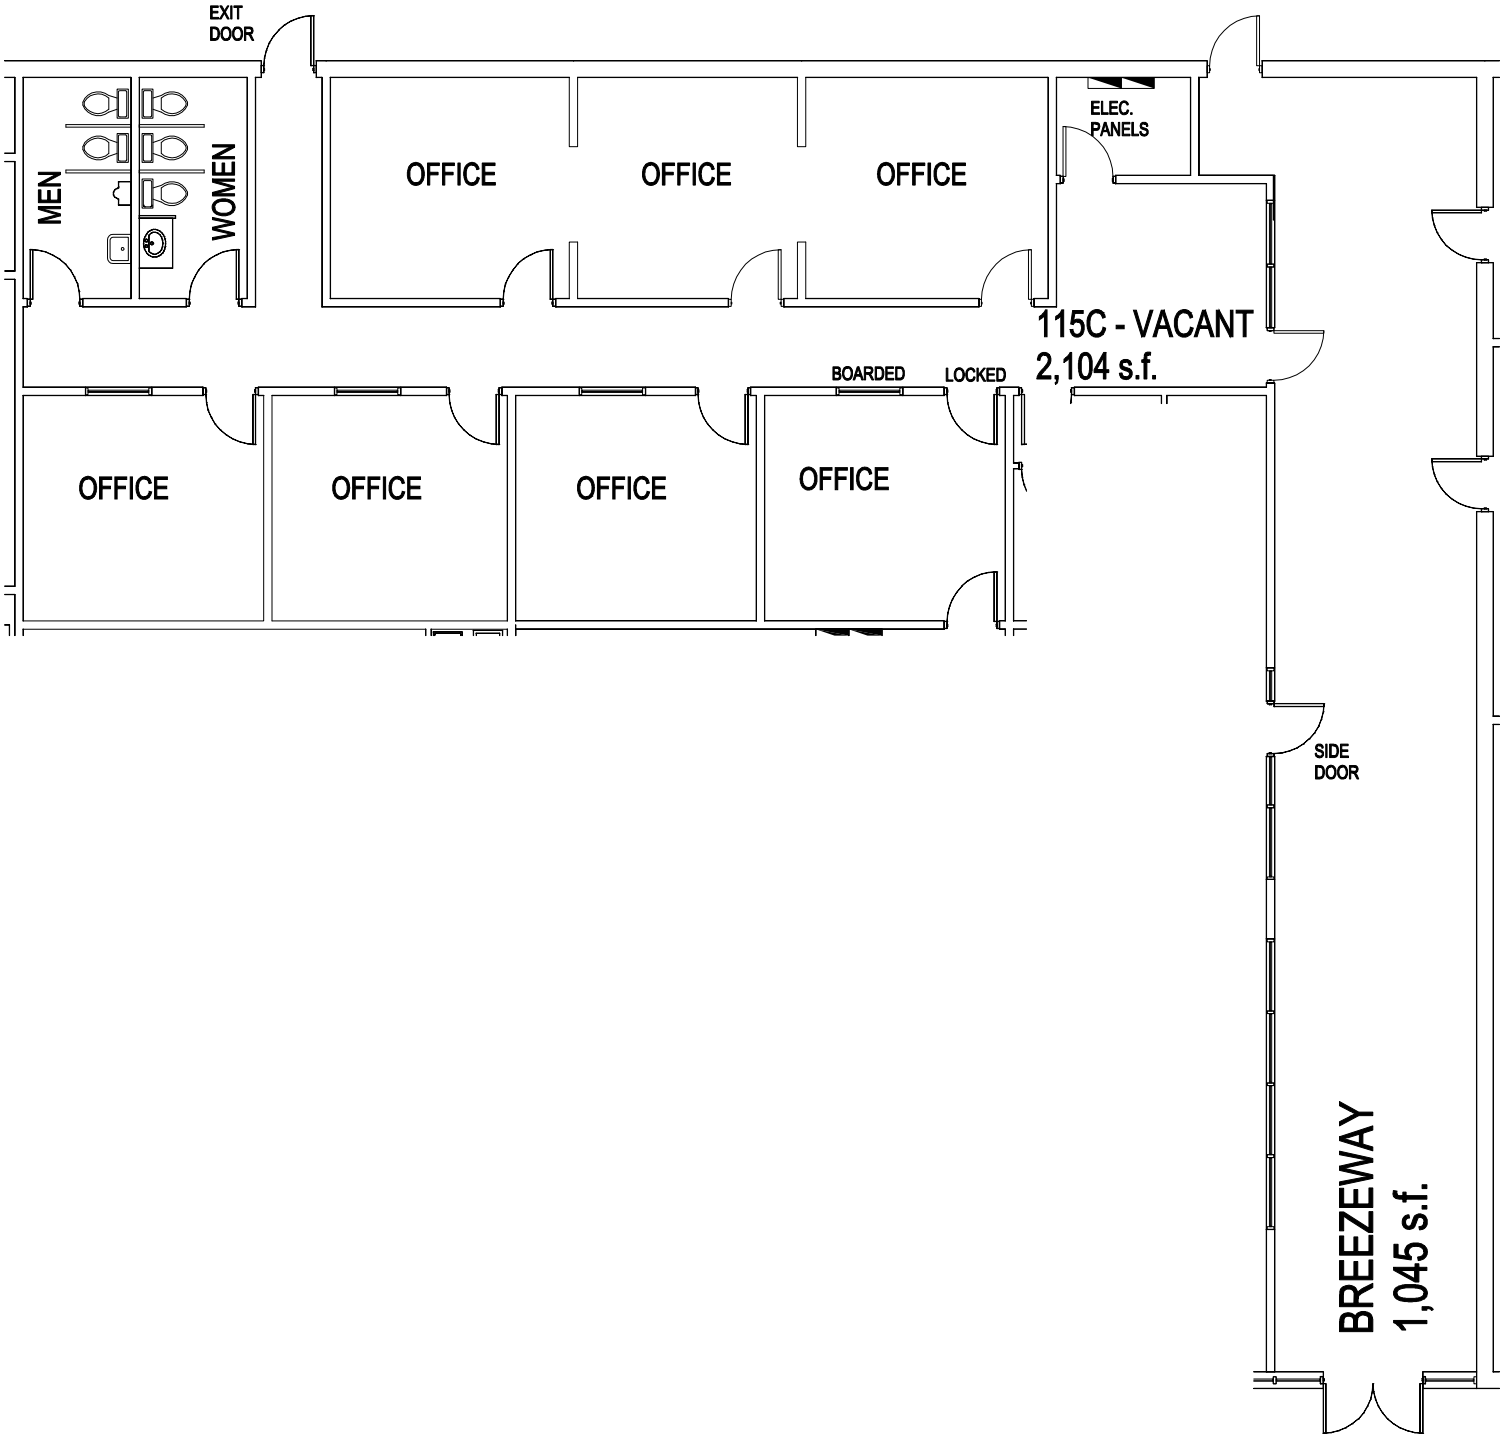 EXIT
DOOR
ELEC.
PANELS
MEN
WOMEN
OFFICE
OFFICE
OFFICE
115C - VACANT
2,104 s.f.
BOARDED
LOCKED
OFFICE
OFFICE
OFFICE
OFFICE
SIDE
DOOR
BREEZEWAY
1,045 s.f.